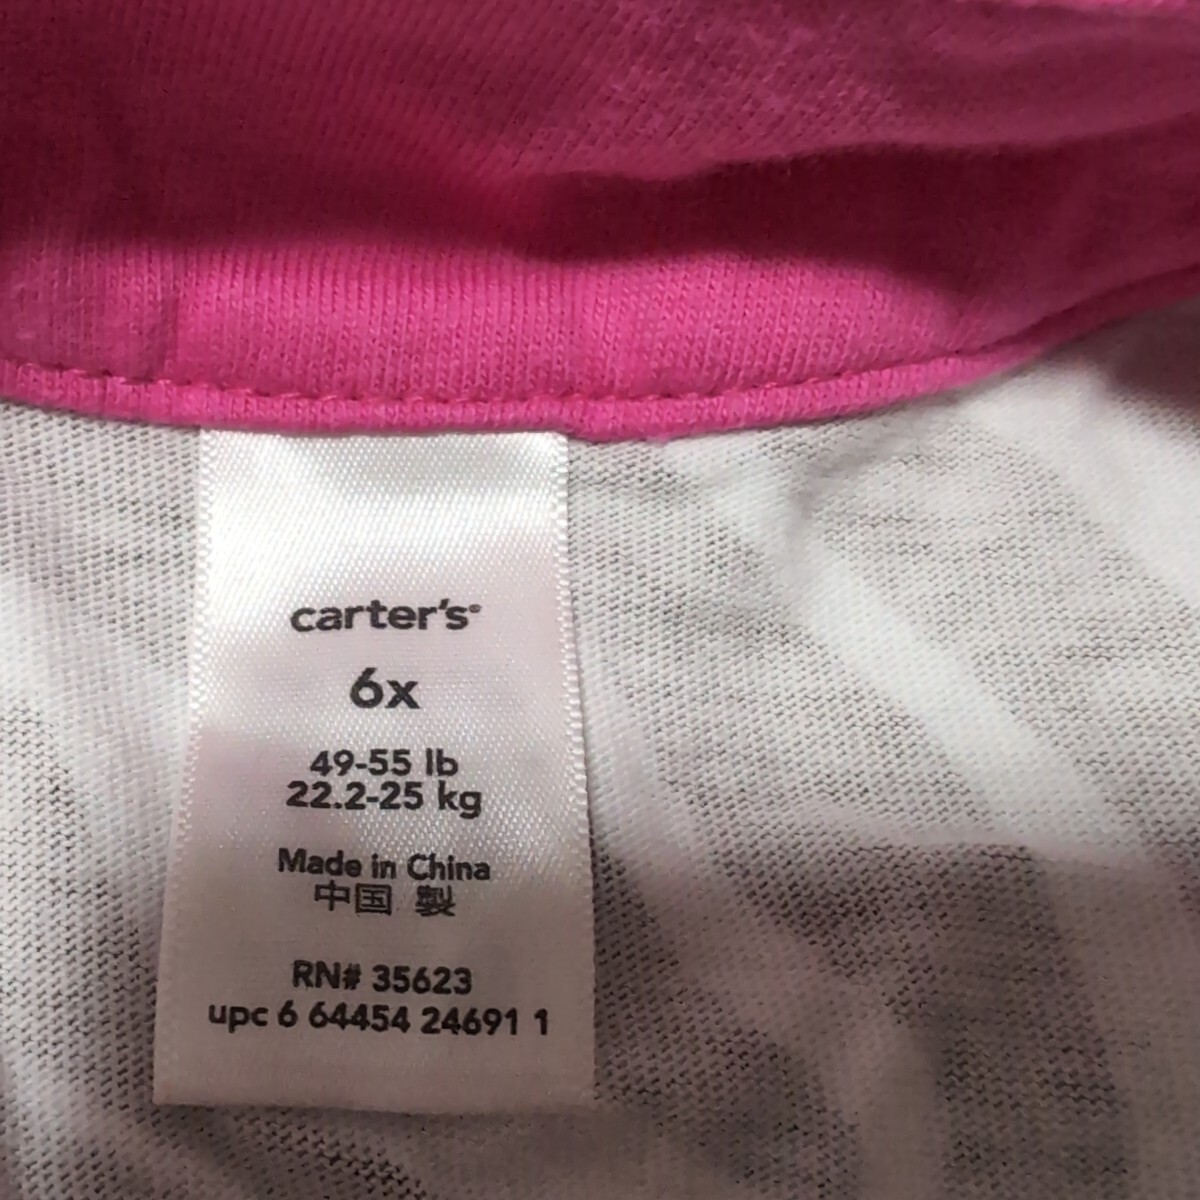 carter's®
6x
49-55 lb
22.2-25 kg
Made in China
中国 製
RN# 35623
upc 6 64454 24691 1